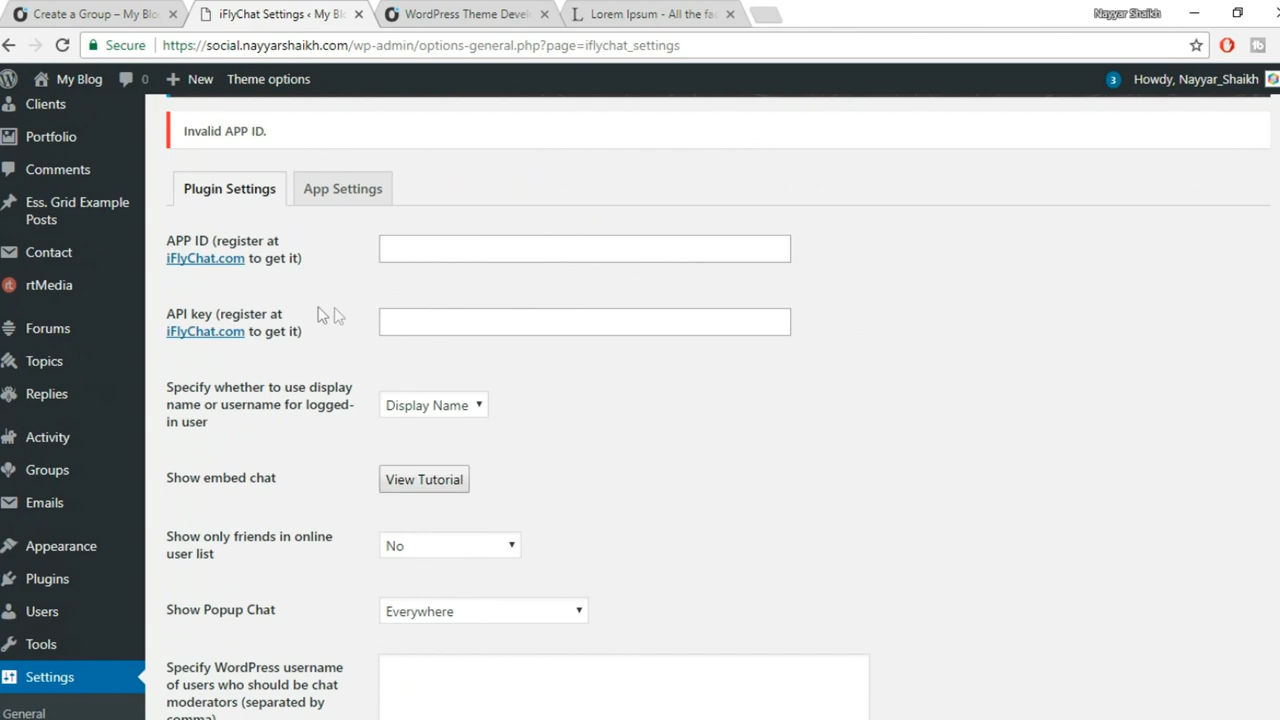 Create a Group – My Blo
iFlyChat Settings ‹ My Bl
WordPress Theme Devel
Lorem Ipsum - All the fac
Nayyar Shaikh
Secure
https://social.nayyarshaikh.com/wp-admin/options-general.php?page=iflychat_settings
My Blog
0
New
Theme options
3
Howdy, Nayyar_Shaikh
Clients
Portfolio
Comments
Ess. Grid Example
Posts
Contact
rtMedia
Forums
Topics
Replies
Activity
Groups
Emails
Appearance
Plugins
Users
Tools
Settings
General
Invalid APP ID.
Plugin Settings
App Settings
APP ID (register at
iFlyChat.com to get it)
API key (register at
iFlyChat.com to get it)
Specify whether to use display
name or username for logged-
in user
Display Name
Show embed chat
View Tutorial
Show only friends in online
user list
No
Show Popup Chat
Everywhere
Specify WordPress username
of users who should be chat
moderators (separated by
comma)